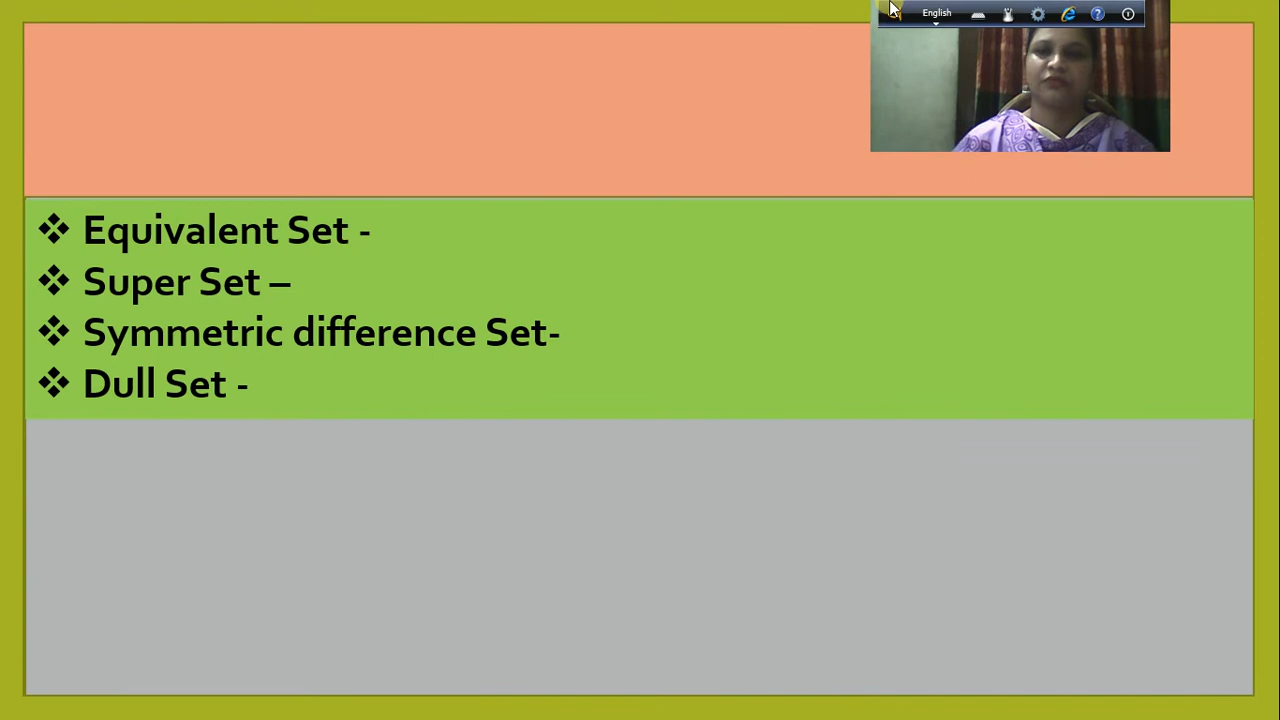 English
❖ Equivalent Set -
❖ Super Set –
❖ Symmetric difference Set-
❖ Dull Set -